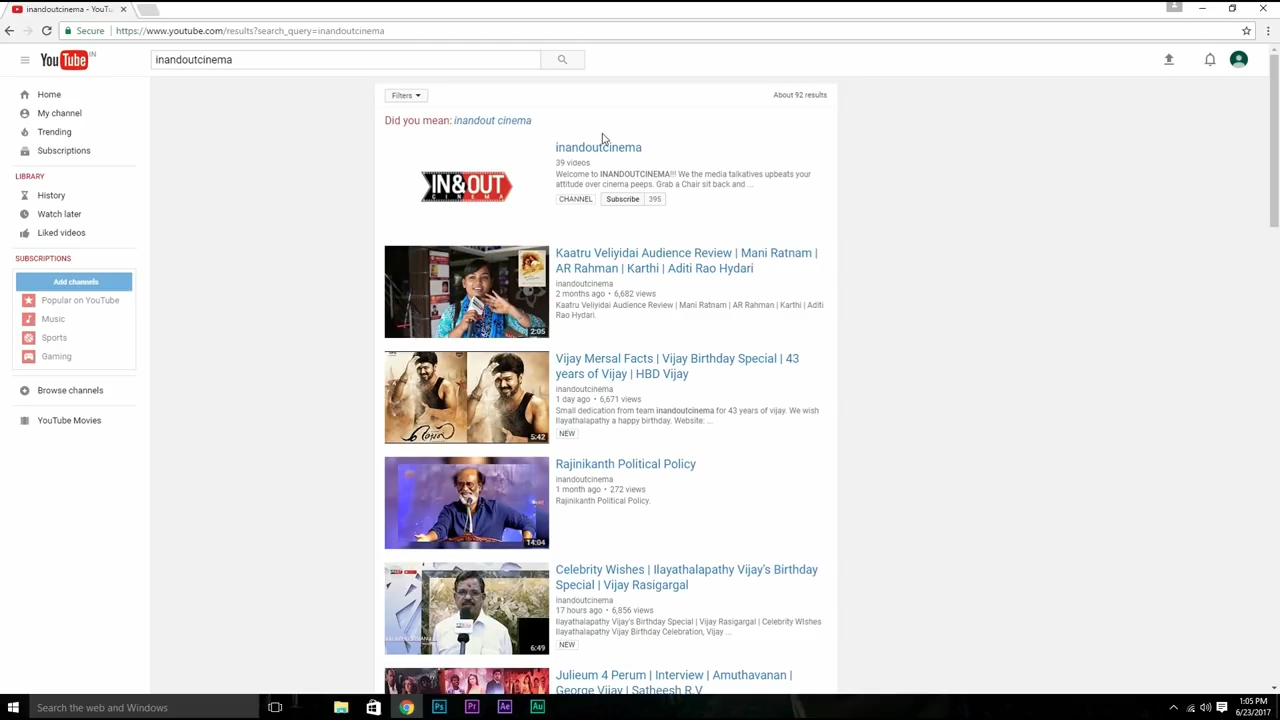 inandoutcinema - YouTu
Secure
https://www.youtube.com/results?search_query=inandoutcinema
YouTube IN
inandoutcinema
Home
My channel
Trending
Subscriptions
LIBRARY
History
Watch later
Liked videos
SUBSCRIPTIONS
Add channels
Popular on YouTube
Music
Sports
Gaming
Browse channels
YouTube Movies
Filters
About 92 results
Did you mean: inandout cinema
IN&OUT
CINEMA
inandoutcinema
39 videos
Welcome to INANDOUTCINEMA!!! We the media talkatives upbeats your
attitude over cinema peeps. Grab a Chair sit back and ...
CHANNEL Subscribe 395
2:05
Kaatru Veliyidai Audience Review | Mani Ratnam |
AR Rahman | Karthi | Aditi Rao Hydari
inandoutcinema
2 months ago • 6,682 views
Kaatru Veliyidai Audience Review | Mani Ratnam | AR Rahman | Karthi | Aditi
Rao Hydari.
5:42
Vijay Mersal Facts | Vijay Birthday Special | 43
years of Vijay | HBD Vijay
inandoutcinema
1 day ago • 6,671 views
Small dedication from team inandoutcinema for 43 years of vijay. We wish
Ilayathalapathy a happy birthday. Website: ...
NEW
14:04
Rajinikanth Political Policy
inandoutcinema
1 month ago • 272 views
Rajinikanth Political Policy.
6:49
Celebrity Wishes | Ilayathalapathy Vijay's Birthday
Special | Vijay Rasigargal
inandoutcinema
17 hours ago • 6,856 views
Ilayathalapathy Vijay's Birthday Special | Vijay Rasigargal | Celebrity WIshes
Ilayathalapathy Vijay Birthday Celebration, Vijay ...
NEW
Julieum 4 Perum | Interview | Amuthavanan |
George Vijay | Satheesh R.V
Search the web and Windows
Ps
Pr
Ae
Au
1:05 PM
6/23/2017